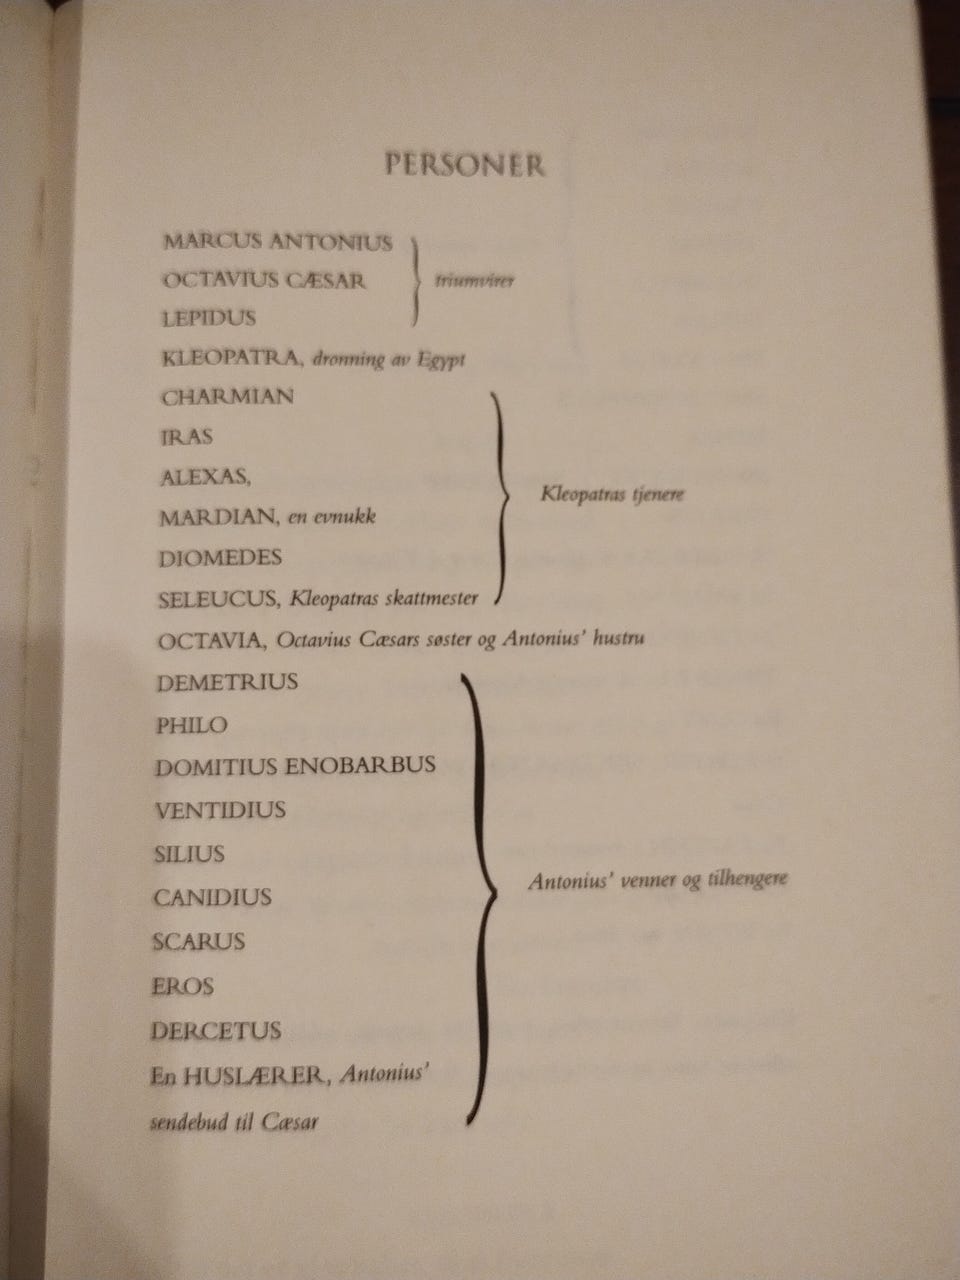 PERSONER
MARCUS ANTONIUS
OCTAVIUS CÆSAR triumvirer
LEPIDUS
KLEOPATRA, dronning av Egypt
CHARMIAN
IRAS
ALEXAS,
Kleopatras tjenere
MARDIAN, en evnukk
DIOMEDES
SELEUCUS, Kleopatras skattmester
OCTAVIA, Octavius Cæsars søster og Antonius' hustru
DEMETRIUS
PHILO
DOMITIUS ENOBARBUS
VENTIDIUS
SILIUS
Antonius' venner og tilhengere
CANIDIUS
SCARUS
EROS
DERCETUS
En HUSLÆRER, Antonius'
sendebud til Cæsar